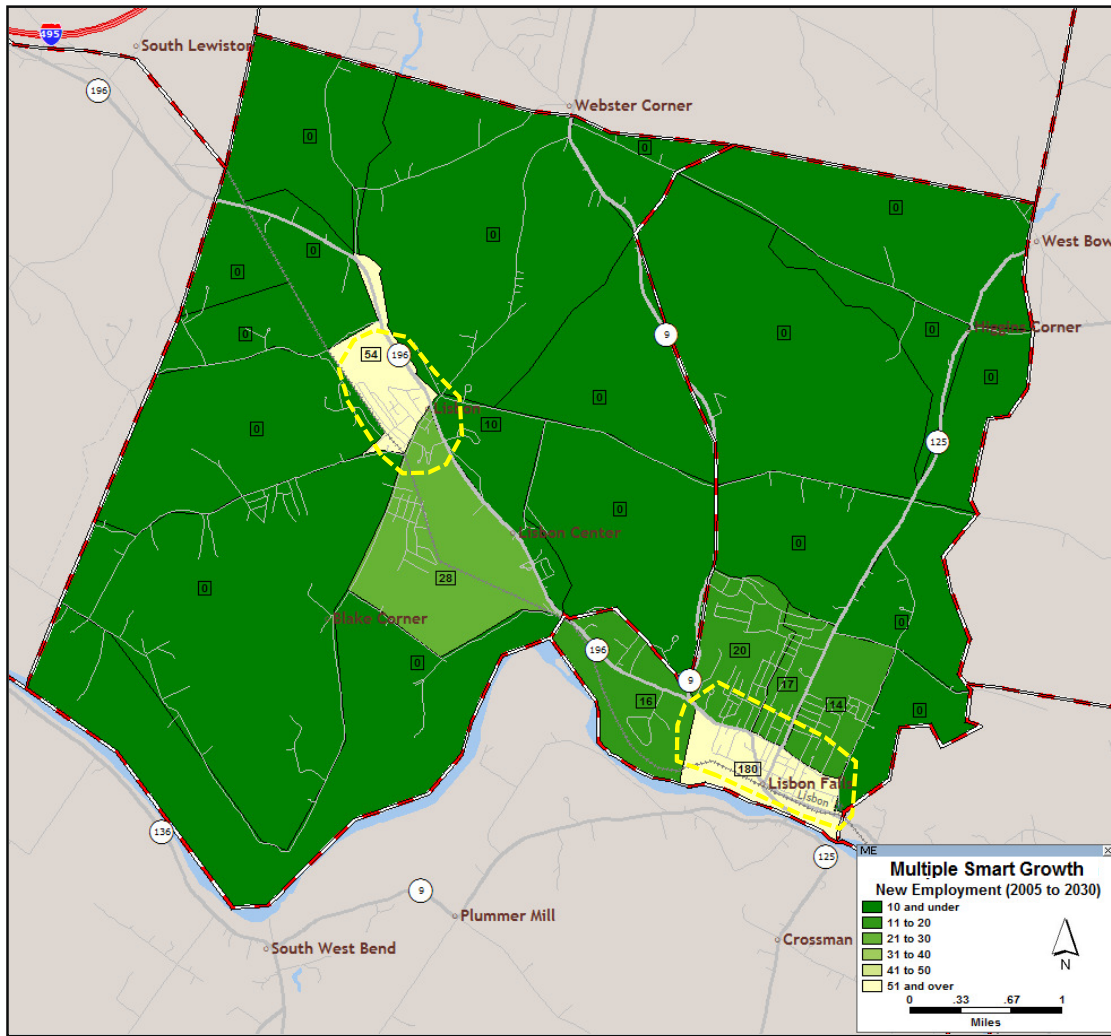 495
South Lewiston
196
Webster Corner
0
0
0
0
0
West Bow
0
0
0
0
Higgins Corner
9
54
196
0
0
Lisbon
10
0
125
0
0
Lisbon Center
0
28
0
Blake Corner
0
0
196
20
9
17
16
14
0
180
Lisbon Falls
Lisbon
136
125
9
Plummer Mill
South West Bend
Crossman
ME
Multiple Smart Growth
New Employment (2005 to 2030)
10 and under
11 to 20
21 to 30
31 to 40
41 to 50
51 and over
N
0 .33 .67 1
Miles